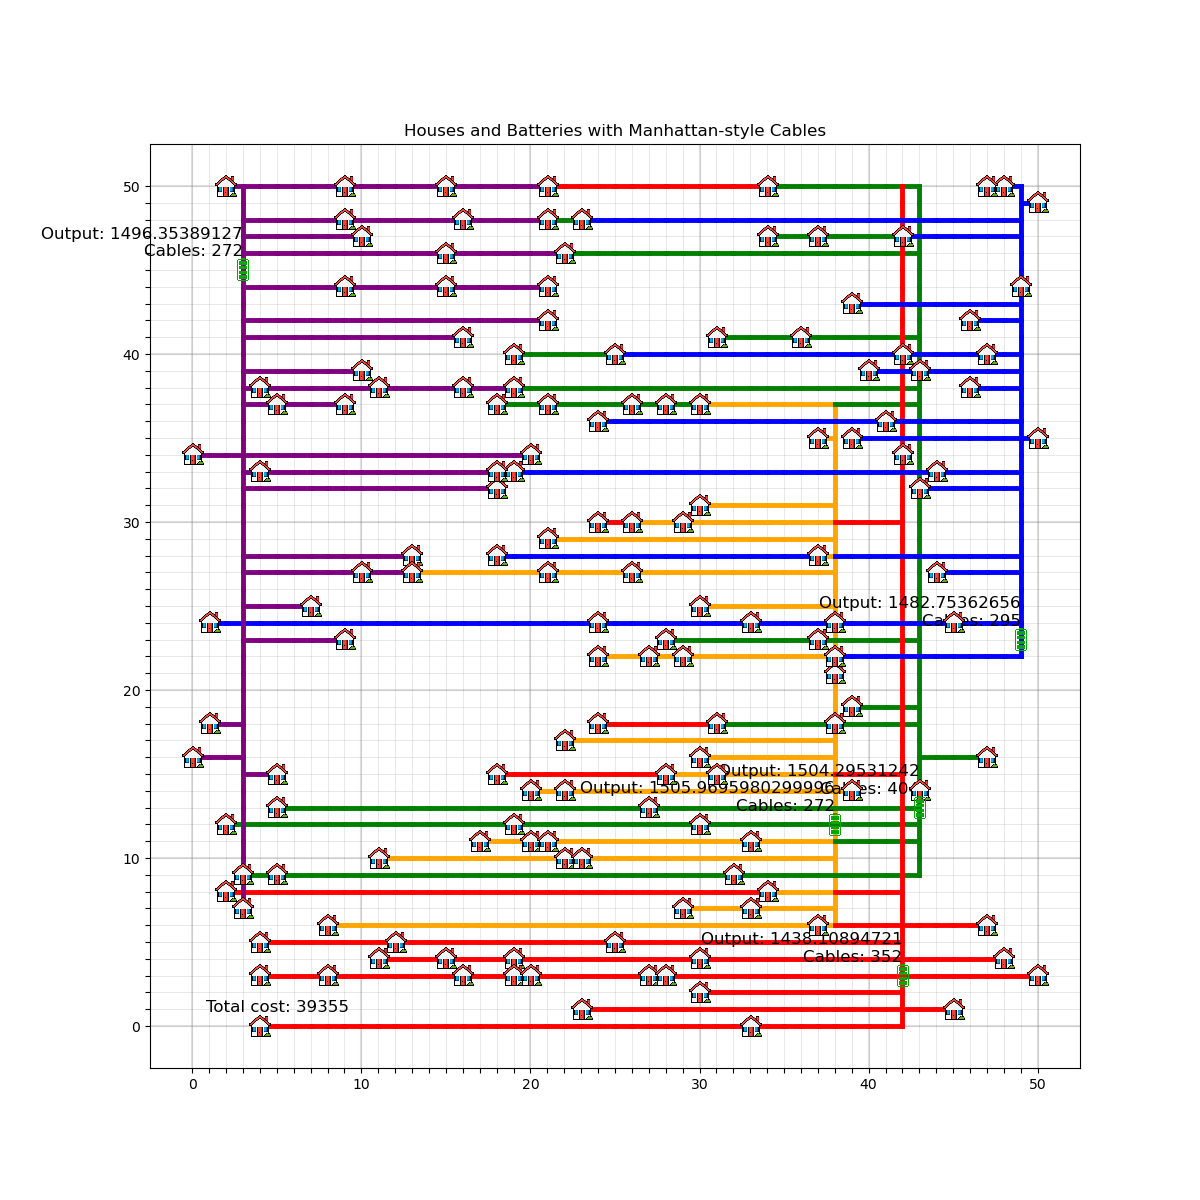 Houses and Batteries with Manhattan-style Cables
50
Output: 1496.35389127
Cables: 272
40
30
Output: 1482.75362656
Cables: 295
20
Output: 1504.29531242
Output: 1505.9695980299996
Cables: 272
10
Output: 1438.10894721
Cables: 352
Total cost: 39355
0
0 10 20 30 40 50